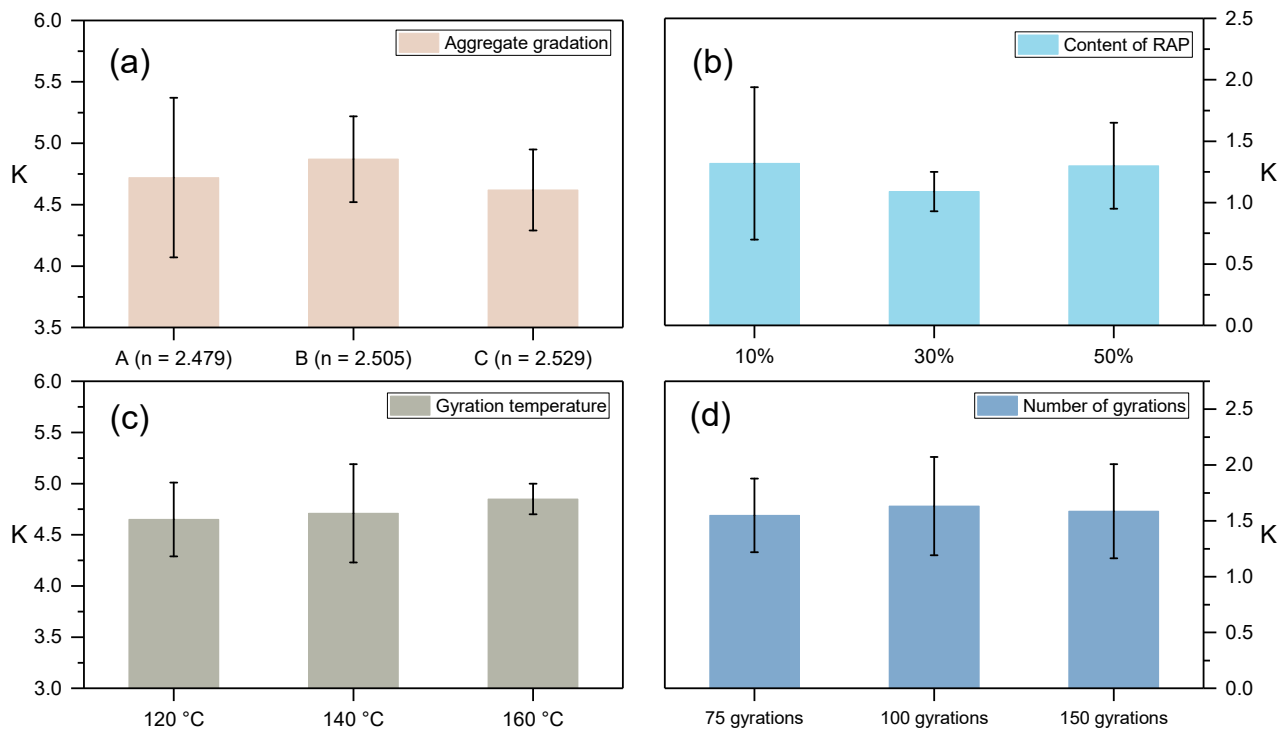 (a)
Aggregate gradation
6.0
5.5
5.0
4.5
4.0
3.5
K
A (n = 2.479)
B (n = 2.505)
C (n = 2.529)
(b)
Content of RAP
2.5
2.0
1.5
1.0
0.5
0.0
K
10%
30%
50%
(c)
Gyration temperature
6.0
5.5
5.0
4.5
4.0
3.5
3.0
K
120 °C
140 °C
160 °C
(d)
Number of gyrations
2.5
2.0
1.5
1.0
0.5
0.0
K
75 gyrations
100 gyrations
150 gyrations